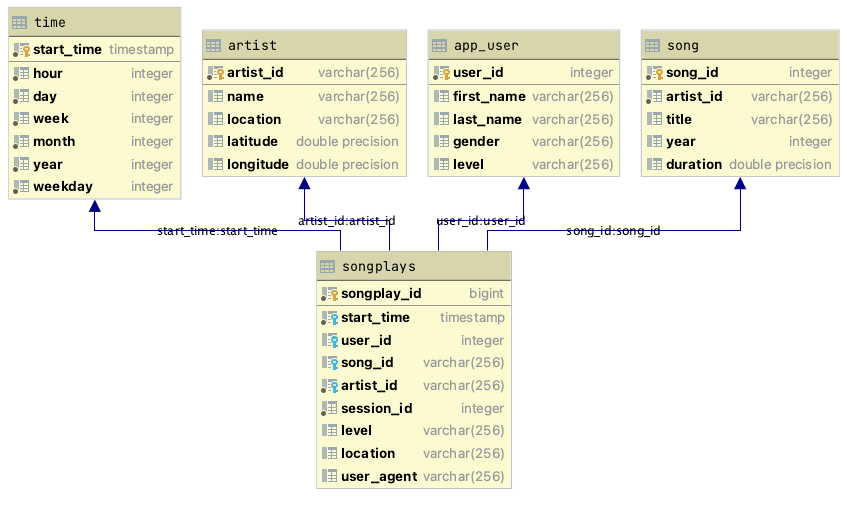 time
start_time timestamp
hour integer
day integer
week integer
month integer
year integer
weekday integer
artist
artist_id varchar(256)
name varchar(256)
location varchar(256)
latitude double precision
longitude double precision
app_user
user_id integer
first_name varchar(256)
last_name varchar(256)
gender varchar(256)
level varchar(256)
song
song_id integer
artist_id varchar(256)
title varchar(256)
year integer
duration double precision
start_time:start_time
artist_id:artist_id
user_id:user_id
song_id:song_id
songplays
songplay_id bigint
start_time timestamp
user_id integer
song_id varchar(256)
artist_id varchar(256)
session_id integer
level varchar(256)
location varchar(256)
user_agent varchar(256)